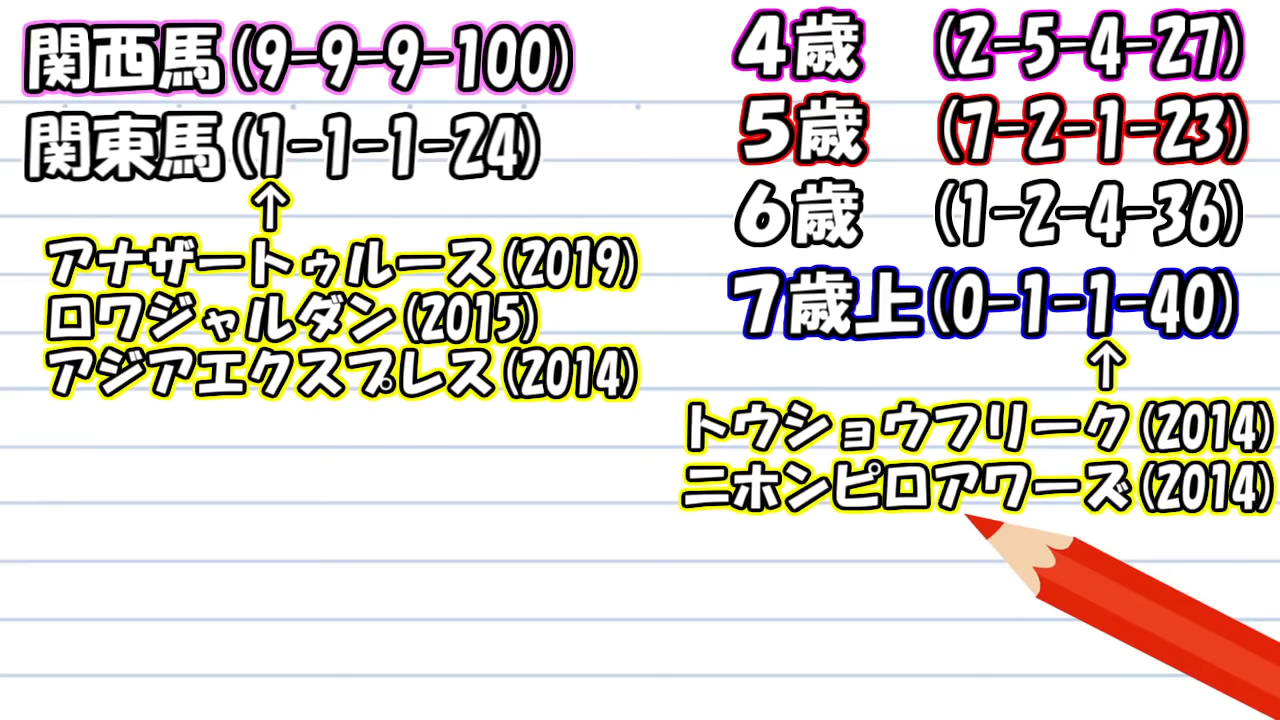 関西馬(9-9-9-100)
関東馬(1-1-1-24)
↑
アナザートゥルース(2019)
ロワジャルダン(2015)
アジアエクスプレス(2014)
4歳 (2-5-4-27)
5歳 (7-2-1-23)
6歳 (1-2-4-36)
7歳上(0-1-1-40)
↑
トウショウフリーク(2014)
ニホンピロアワーズ(2014)